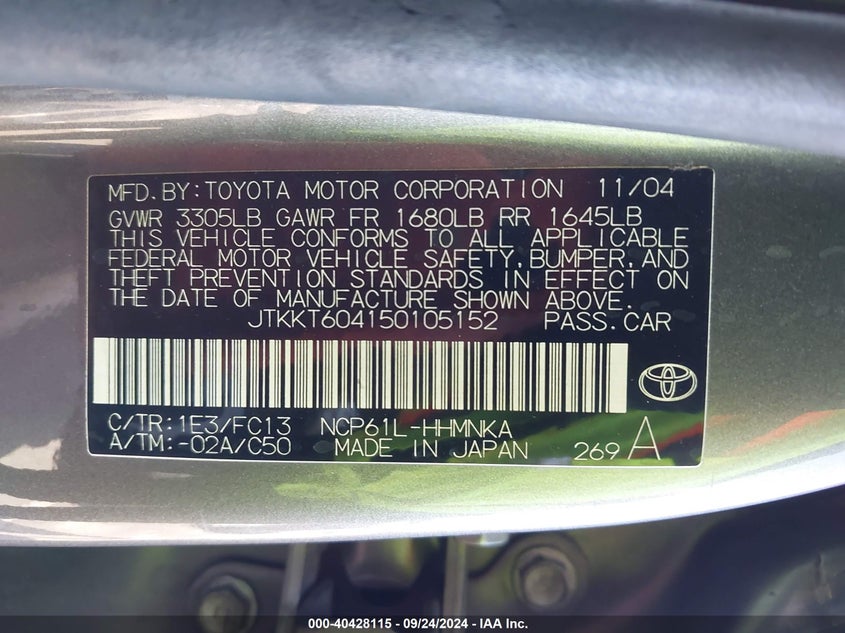 MFD.BY:TOYOTA MOTOR CORPORATION 11/04
GVWR 3305LB GAWR FR 1680LB RR 1645LB
THIS VEHICLE CONFORMS TO ALL APPLICABLE
FEDERAL MOTOR VEHICLE SAFETY,BUMPER,AND
THEFT PREVENTION STANDARDS IN EFFECT ON
THE DATE OF MANUFACTURE SHOWN ABOVE.
JTKKT604150105152 PASS.CAR
C/TR:1E3/FC13 NCP61L-HHMNKA
A/TM:-02A/C50 MADE IN JAPAN 269 A
000-40428115 - 09/24/2024 - IAA Inc.